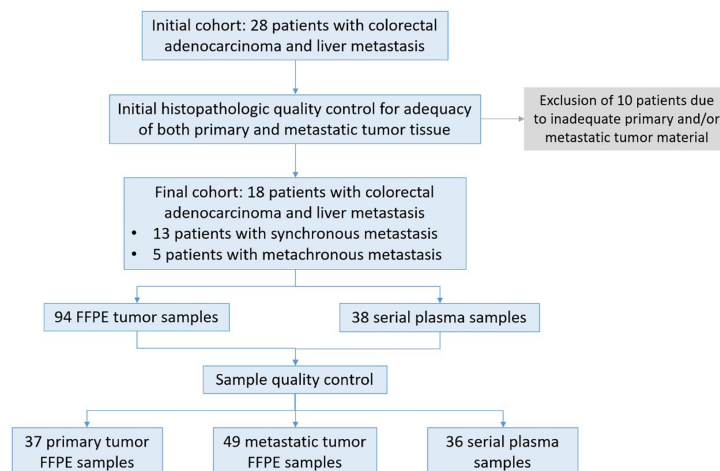 Initial cohort: 28 patients with colorectal
adenocarcinoma and liver metastasis
Initial histopathologic quality control for adequacy
of both primary and metastatic tumor tissue
Exclusion of 10 patients due
to inadequate primary and/or
metastatic tumor material
Final cohort: 18 patients with colorectal
adenocarcinoma and liver metastasis
• 13 patients with synchronous metastasis
• 5 patients with metachronous metastasis
94 FFPE tumor samples
38 serial plasma samples
Sample quality control
37 primary tumor
FFPE samples
49 metastatic tumor
FFPE samples
36 serial plasma
samples